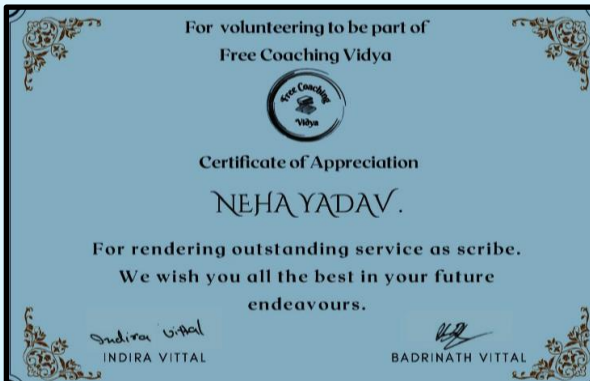 For volunteering to be part of
Free Coaching Vidya
Free Coaching
Vidya
Certificate of Appreciation
NEHA YADAV.
For rendering outstanding service as scribe.
We wish you all the best in your future
endeavours.
Indira Vittal
INDIRA VITTAL
BADRINATH VITTAL